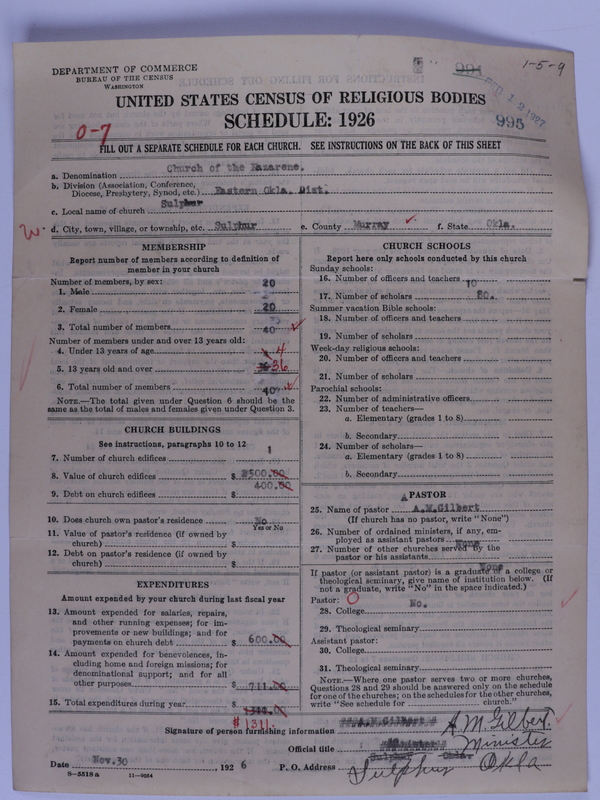 DEPARTMENT OF COMMERCE
BUREAU OF THE CENSUS
WASHINGTON
994
1-5-9
1927
UNITED STATES CENSUS OF RELIGIOUS BODIES
SCHEDULE: 1926
995
0-7
FILL OUT A SEPARATE SCHEDULE FOR EACH CHURCH. SEE INSTRUCTIONS ON THE BACK OF THIS SHEET
a. Denomination Church of the Nazarene.
b. Division (Association, Conference, Diocese, Presbytery, Synod, etc.) Eastern Okla. Dist.
c. Local name of church Sulphur
d. City, town, village, or township, etc. Sulphur e. County Murray f. State Okla.
MEMBERSHIP
Report number of members according to definition of
member in your church
Number of members, by sex:
1. Male 20
2. Female 20
3. Total number of members 40
Number of members under and over 13 years old:
4. Under 13 years of age 4
5. 13 years old and over 36
6. Total number of members 40
NOTE.—The total given under Question 6 should be the
same as the total of males and females given under Question 3.
CHURCH BUILDINGS
See instructions, paragraphs 10 to 12
7. Number of church edifices 1
8. Value of church edifices $ 2500.00
9. Debt on church edifices $ 400.00
10. Does church own pastor's residence No
Yes or No
11. Value of pastor's residence (if owned by
church) $
12. Debt on pastor's residence (if owned by
church) $
EXPENDITURES
Amount expended by your church during last fiscal year
13. Amount expended for salaries, repairs,
and other running expenses; for im-
provements or new buildings; and for
payments on church debt $ 600.00
14. Amount expended for benevolences, in-
cluding home and foreign missions; for
denominational support; and for all
other purposes $ 711.00
15. Total expenditures during year $
$1311.
CHURCH SCHOOLS
Report here only schools conducted by this church
Sunday schools:
16. Number of officers and teachers 10
17. Number of scholars 80.
Summer vacation Bible schools:
18. Number of officers and teachers
19. Number of scholars
Week-day religious schools:
20. Number of officers and teachers
21. Number of scholars
Parochial schools:
22. Number of administrative officers
23. Number of teachers—
a. Elementary (grades 1 to 8)
b. Secondary
24. Number of scholars—
a. Elementary (grades 1 to 8)
b. Secondary
PASTOR
25. Name of pastor A.M.Gilbert
(If church has no pastor, write "None")
26. Number of ordained ministers, if any, em-
ployed as assistant pastors None
27. Number of other churches served by the
pastor or his assistants None
If pastor (or assistant pastor) is a graduate of a college or
theological seminary, give name of institution below. (If
not a graduate, write "No" in the space indicated.)
Pastor: 0
28. College No.
29. Theological seminary
Assistant pastor:
30. College
31. Theological seminary
NOTE.—Where one pastor serves two or more churches,
Questions 28 and 29 should be answered only on the schedule
for one of the churches; on the schedules for the other churches,
write "See schedule for church."
Signature of person furnishing information A.M.Gilbert A. M. Gilbert
Official title Minister Minister
Date Nov.30, 1926 P. O. Address Sulphur Okla. Sulphur Okla
8—5518 a 11—9054